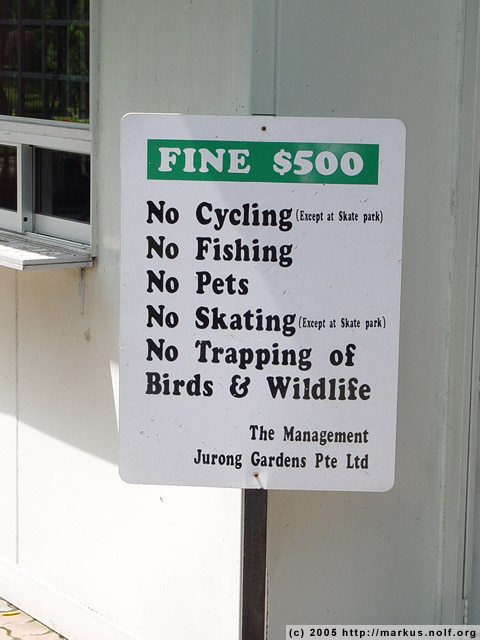 FINE $500
No Cycling (Except at Skate park)
No Fishing
No Pets
No Skating (Except at Skate park)
No Trapping of
Birds & Wildlife
The Management
Jurong Gardens Pte Ltd
(c) 2005 http://markus.nolf.org